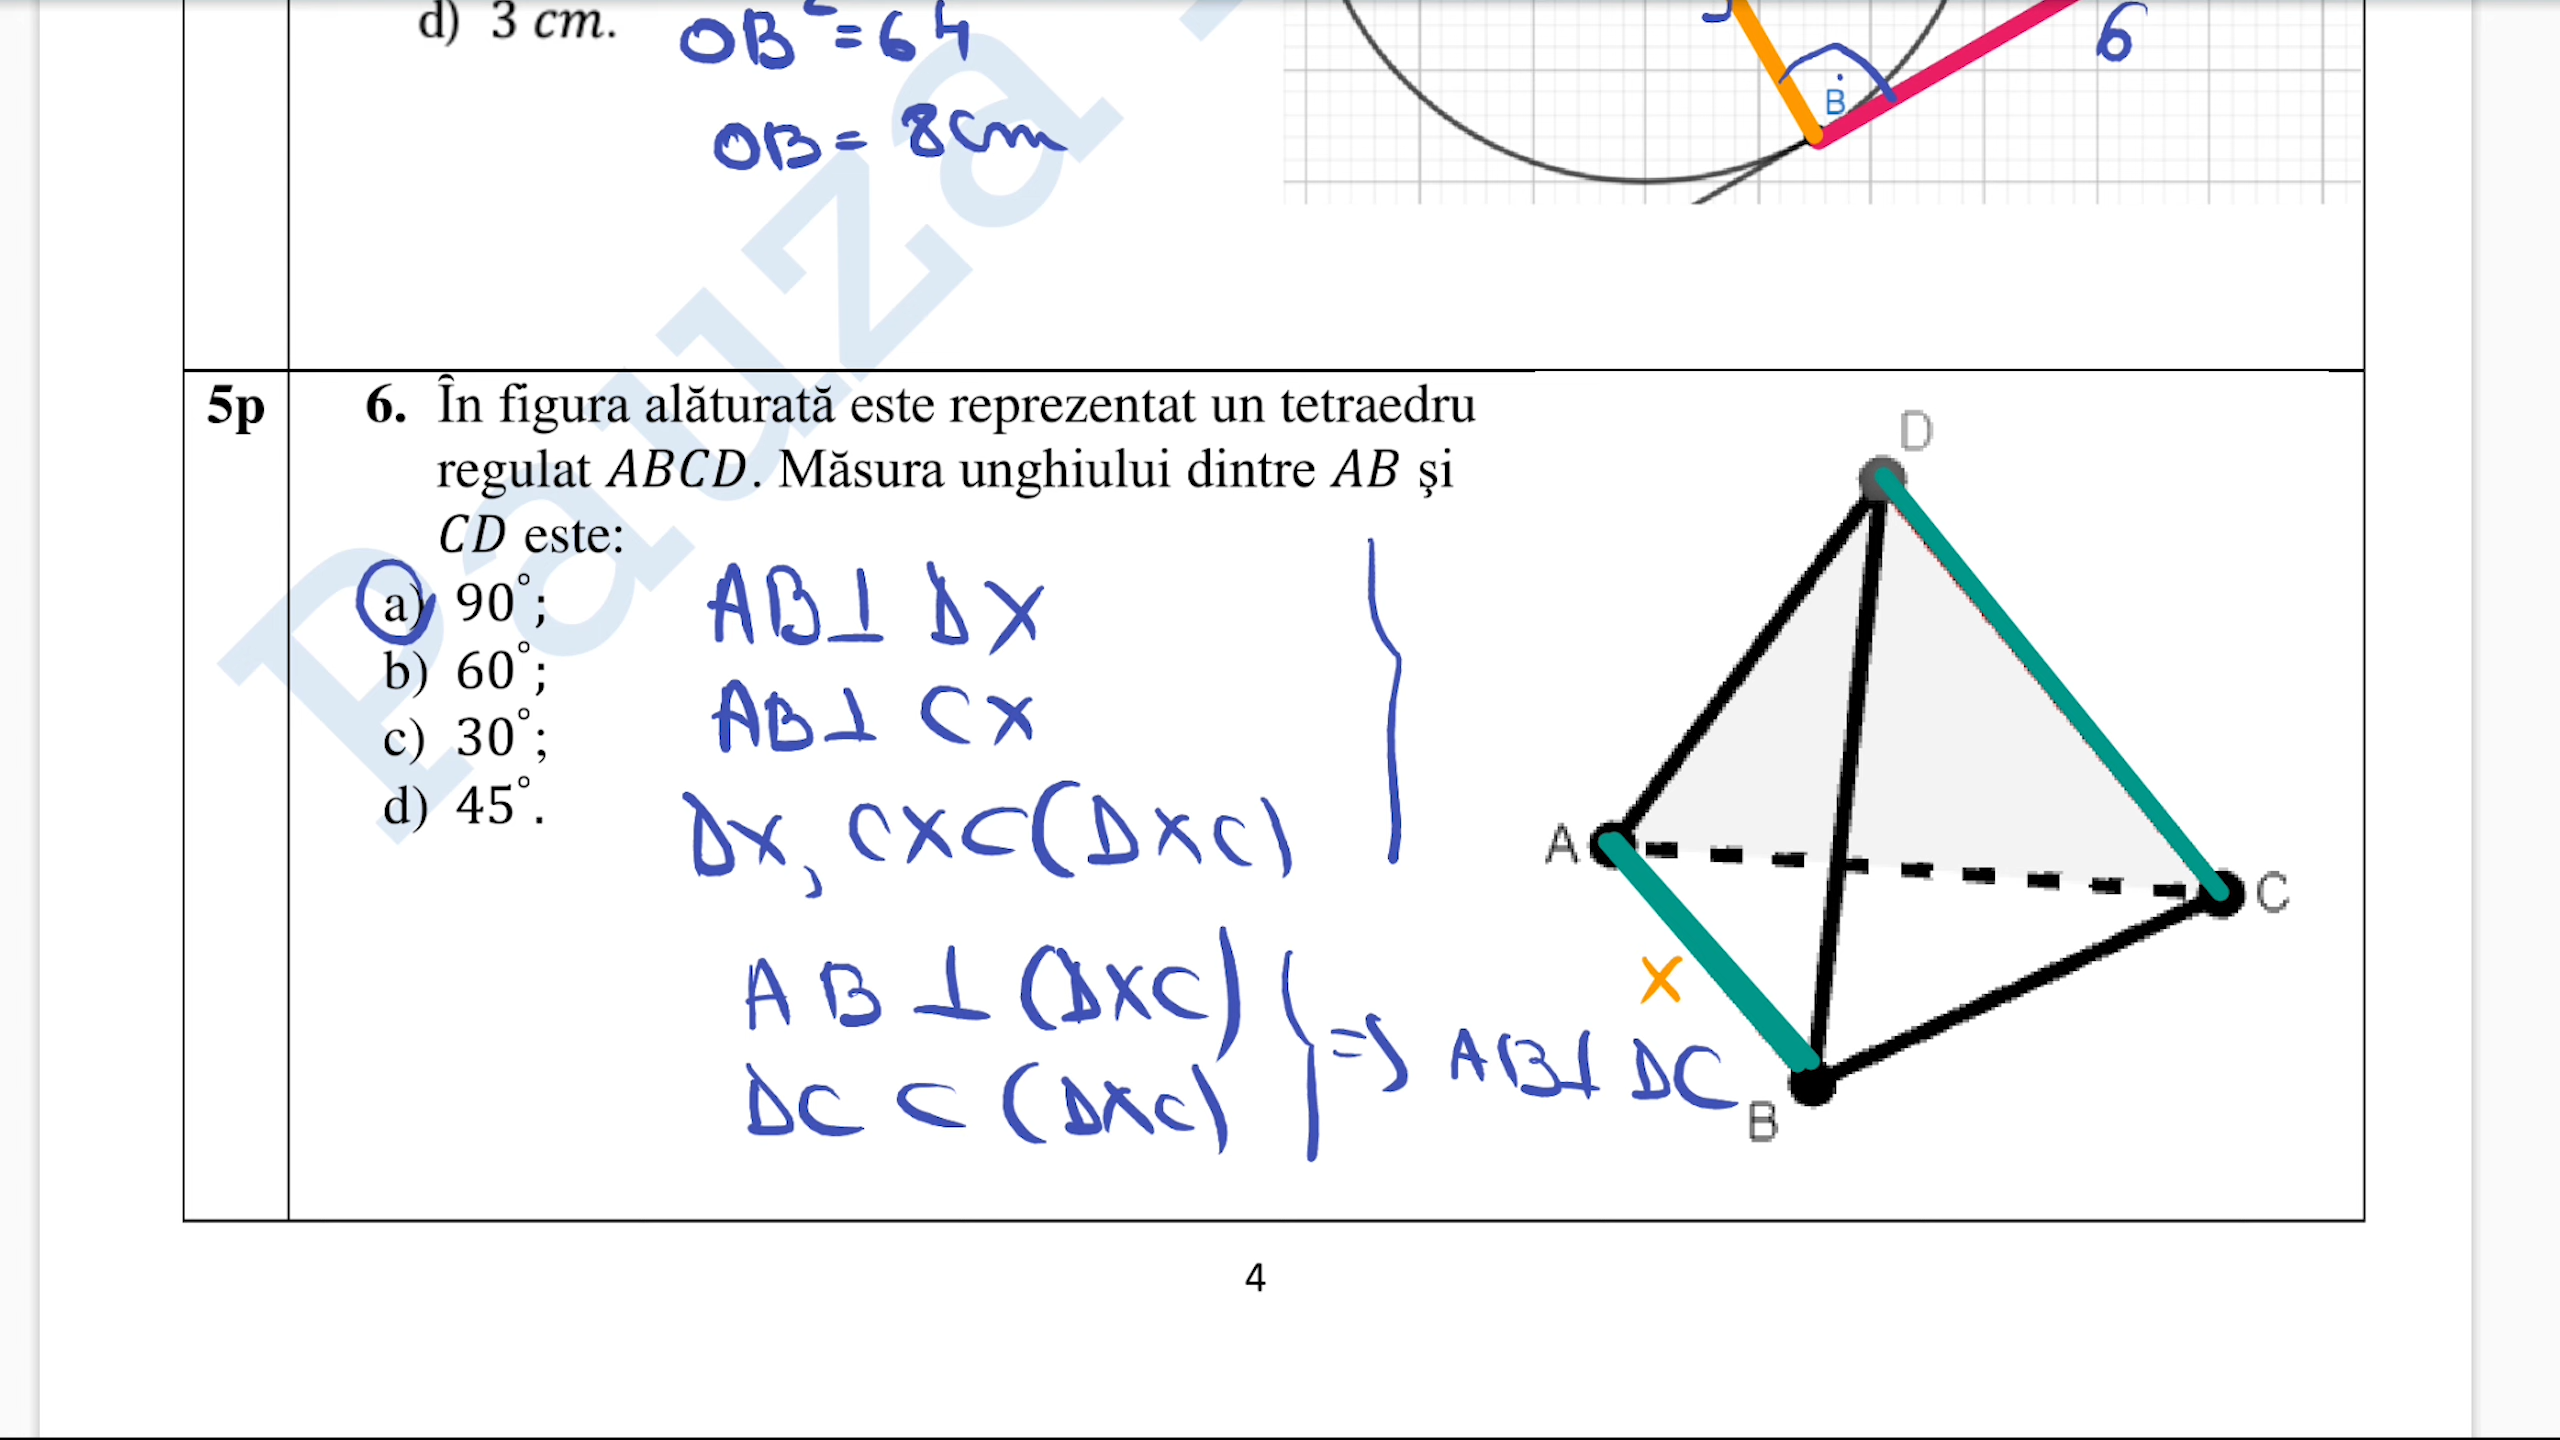 d) 3 cm.
OB² = 64
OB = 8cm
6
B
Pauza
5p
6. În figura alăturată este reprezentat un tetraedru
regulat ABCD. Măsura unghiului dintre AB şi
CD este:
a) 90°;
b) 60°;
c) 30°;
d) 45°.
AB ⊥ DX
AB ⊥ CX
DX, CX ⊂ (DXC)
AB ⊥ (DXC)
DC ⊂ (DXC)
=> AB ⊥ DC
D
A
C
X
B
4